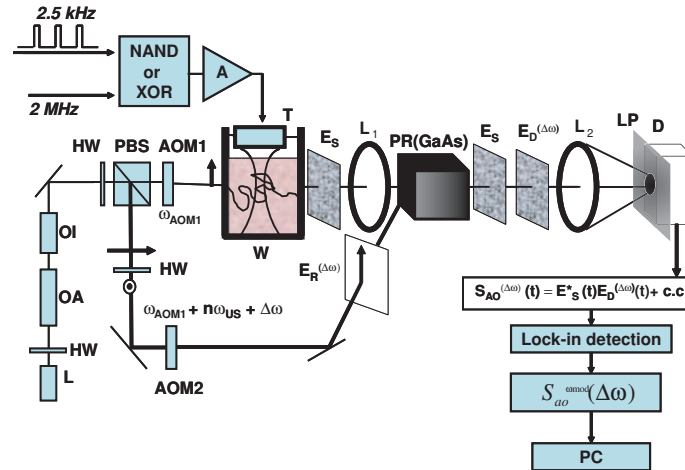 2.5 kHz
NAND
or
XOR
A
2 MHz
T
HW PBS AOM1
E_S
L_1
PR(GaAs)
E_S
E_D^(Δω)
L_2
LP D
ω_AOM1
OI
W
HW
E_R^(Δω)
OA
ω_AOM1 + nω_US + Δω
HW
L
AOM2
S_AO^(Δω) (t) = E*_S (t)E_D^(Δω)(t)+ c.c
Lock-in detection
S_ao^ωmod(Δω)
PC